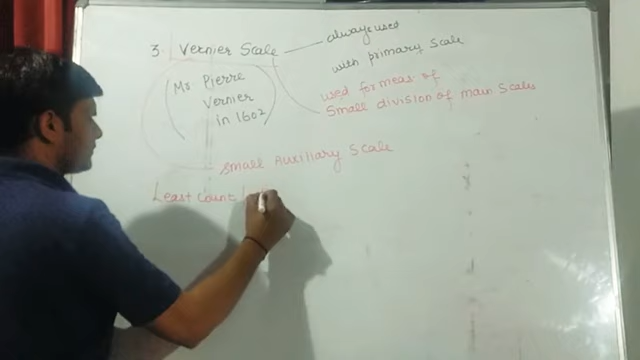 3. Vernier Scale
always used
with primary scale
(Mr Pierre
Vernier
in 1602)
used for meas of
Small division of main Scales
Small Auxiliary Scale
Least Count